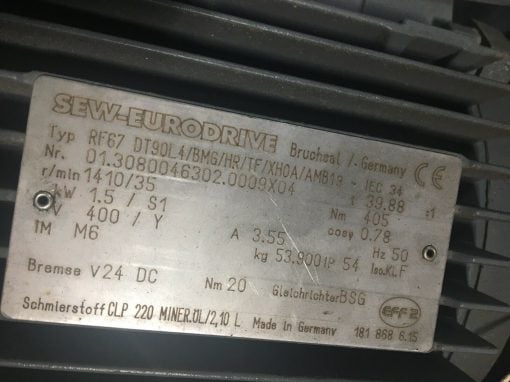 SEW-EURODRIVE Bruchsal / Germany CE
Typ RF67 DT90L4/BMG/HR/TF/XH0A/AMB19 - IEC 34
Nr. 01.3080046302.0009X04 i 39.88 :1
r/min 1410/35 Nm 405
kW 1.5 / S1 cosφ 0.78
V 400 / Y A 3.55 Hz 50
IM M6 kg 53.900 IP 54 Iso.Kl.F
Bremse V24 DC Nm 20 Gleichrichter BSG
Schmierstoff CLP 220 MINER.ÖL/2,10 L Made in Germany 181 868 6.15
EFF2